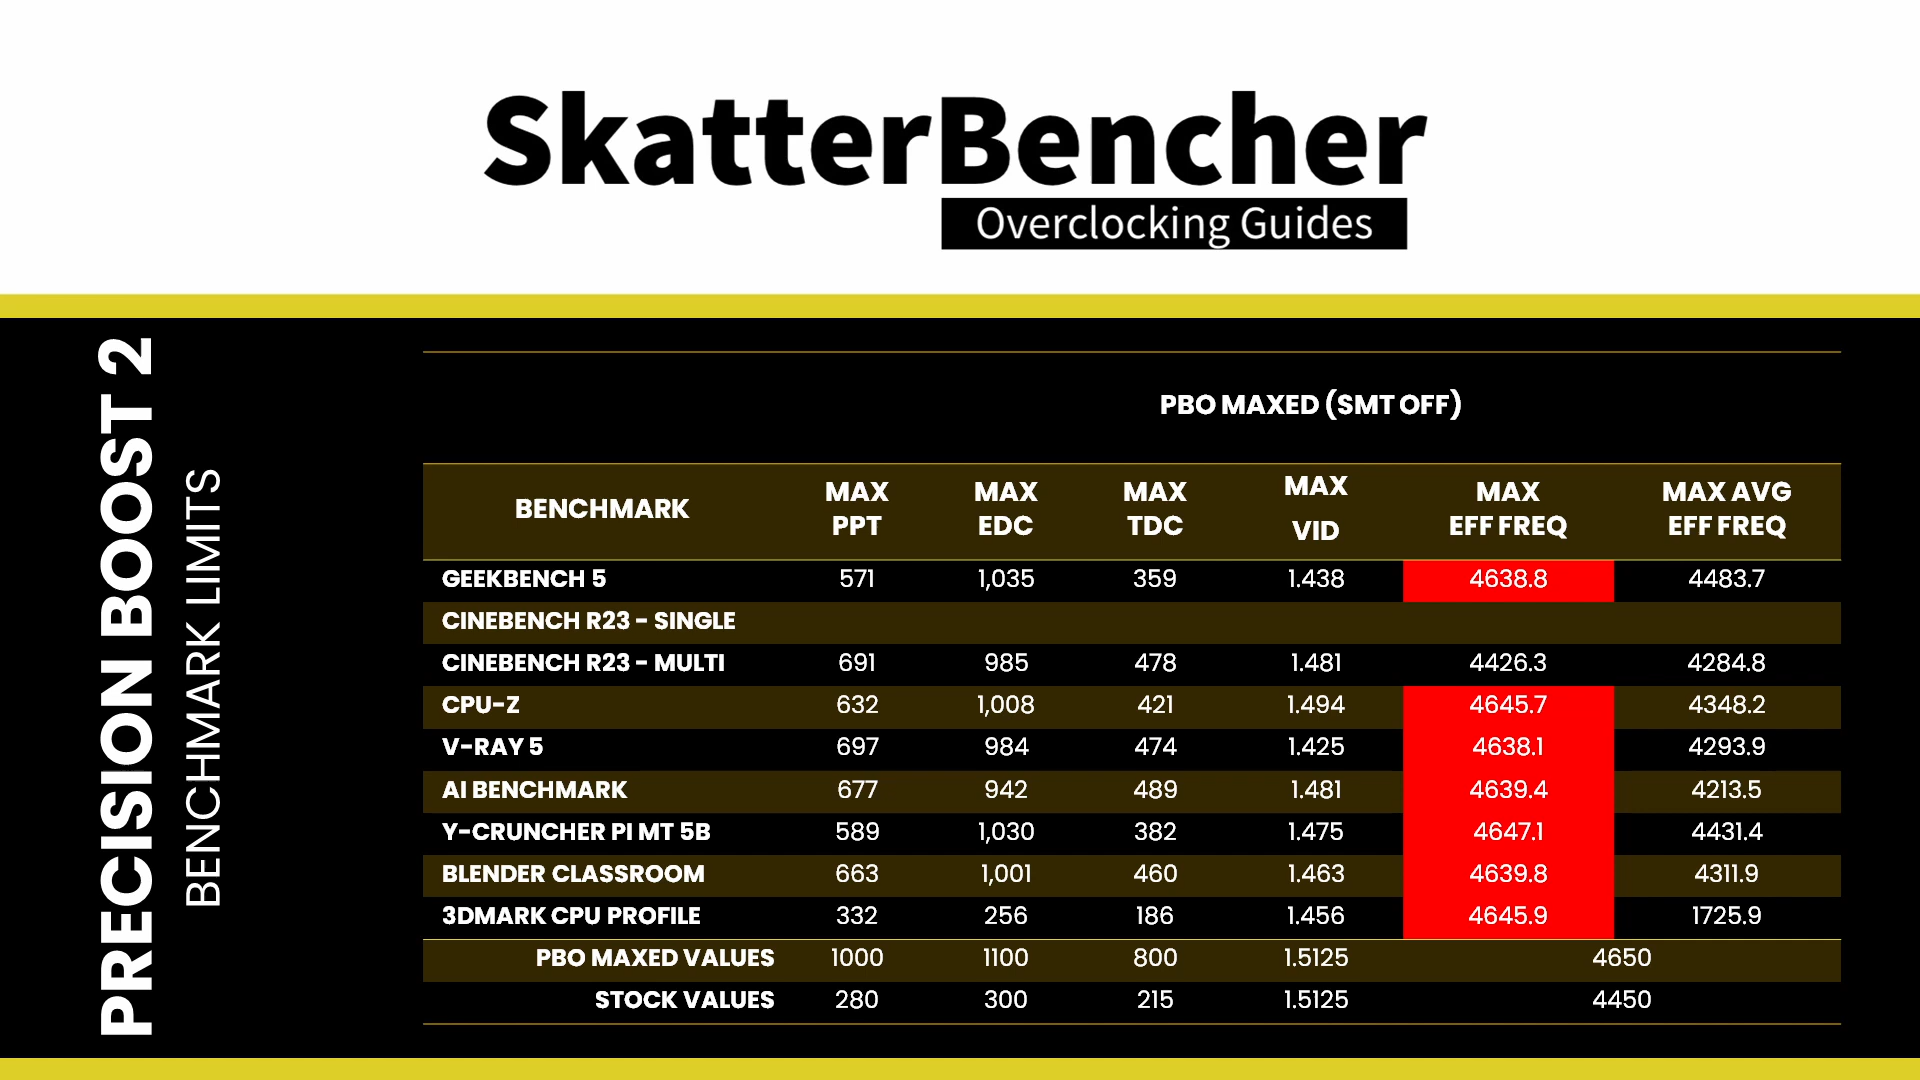 SkatterBencher
Overclocking Guides
PRECISION BOOST 2
BENCHMARK LIMITS
PBO MAXED (SMT OFF)
BENCHMARK MAX PPT MAX EDC MAX TDC MAX VID MAX EFF FREQ MAX AVG EFF FREQ
GEEKBENCH 5 571 1,035 359 1.438 4638.8 4483.7
CINEBENCH R23 - SINGLE
CINEBENCH R23 - MULTI 691 985 478 1.481 4426.3 4284.8
CPU-Z 632 1,008 421 1.494 4645.7 4348.2
V-RAY 5 697 984 474 1.425 4638.1 4293.9
AI BENCHMARK 677 942 489 1.481 4639.4 4213.5
Y-CRUNCHER PI MT 5B 589 1,030 382 1.475 4647.1 4431.4
BLENDER CLASSROOM 663 1,001 460 1.463 4639.8 4311.9
3DMARK CPU PROFILE 332 256 186 1.456 4645.9 1725.9
PBO MAXED VALUES 1000 1100 800 1.5125 4650
STOCK VALUES 280 300 215 1.5125 4450